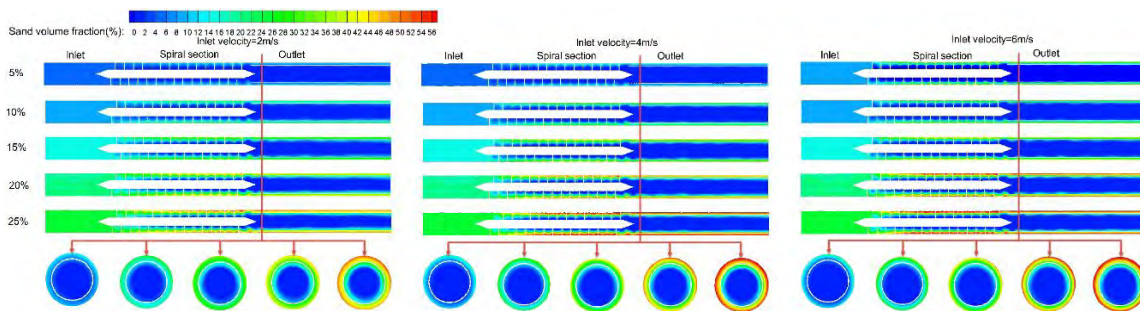 Sand volume fraction(%):
0 2 4 6 8 10 12 14 16 18 20 22 24 26 28 30 32 34 36 38 40 42 44 46 48 50 52 54 56
Inlet velocity=2m/s
Inlet velocity=4m/s
Inlet velocity=6m/s
Inlet Spiral section Outlet
Inlet Spiral section Outlet
Inlet Spiral section Outlet
5%
10%
15%
20%
25%